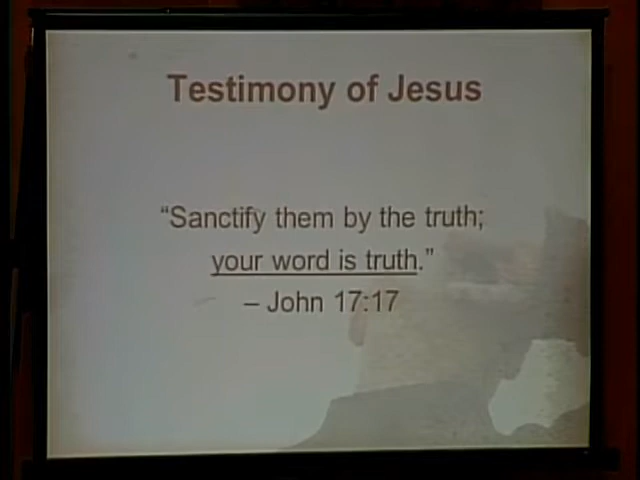 Testimony of Jesus
“Sanctify them by the truth;
your word is truth.”
– John 17:17